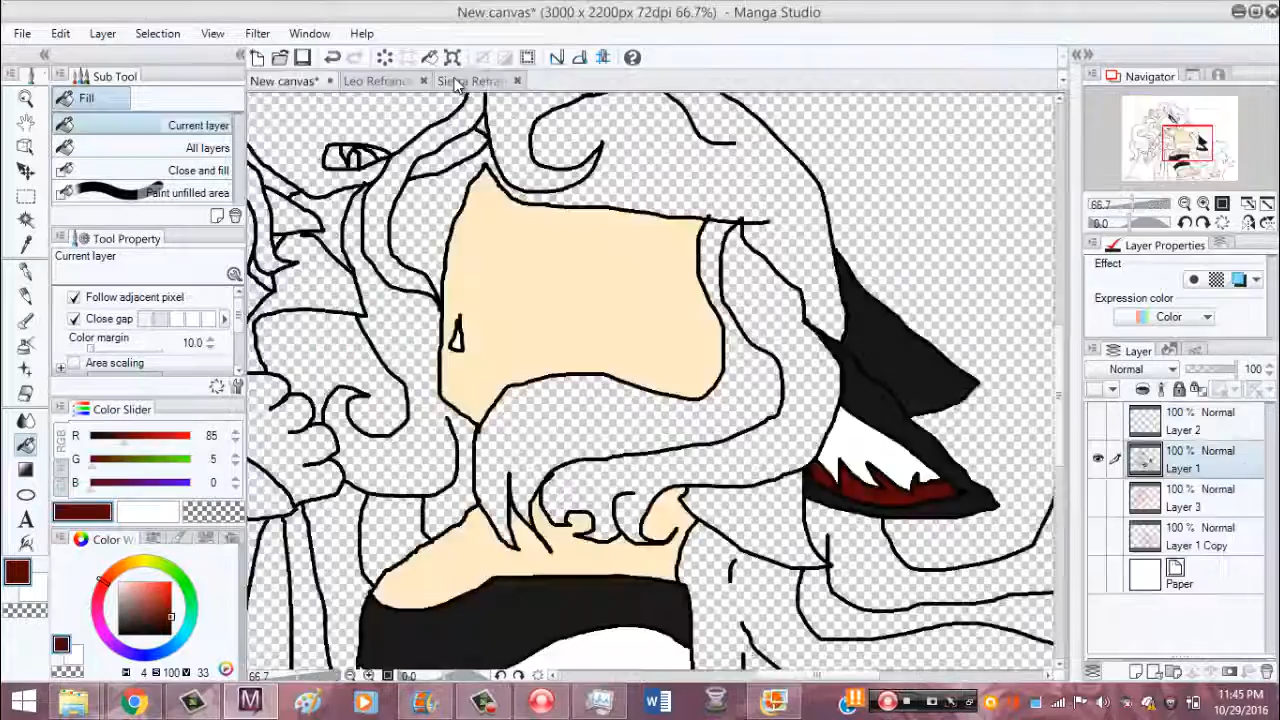 New.canvas* (3000 x 2200px 72dpi 66.7%) - Manga Studio
File Edit Layer Selection View Filter Window Help
Sub Tool
New.canvas* Leo Refranc
Navigator
Fill
Current layer
All layers
Close and fill
Paint unfilled area
66.7
0.0
Tool Property
Layer Properties
Current layer
Effect
Follow adjacent pixel
Expression color
Close gap
Color
Color margin
10.0
Layer
Area scaling
Normal 100
Color Slider
100 % Normal
Layer 2
RGB
R 85
100 % Normal
Layer 1
G 5
B 0
100 % Normal
Layer 3
A
100 % Normal
Layer 1 Copy
Color W
Paper
H 4 S 100 V 33
66.7 0.0
11:45 PM
10/29/2016